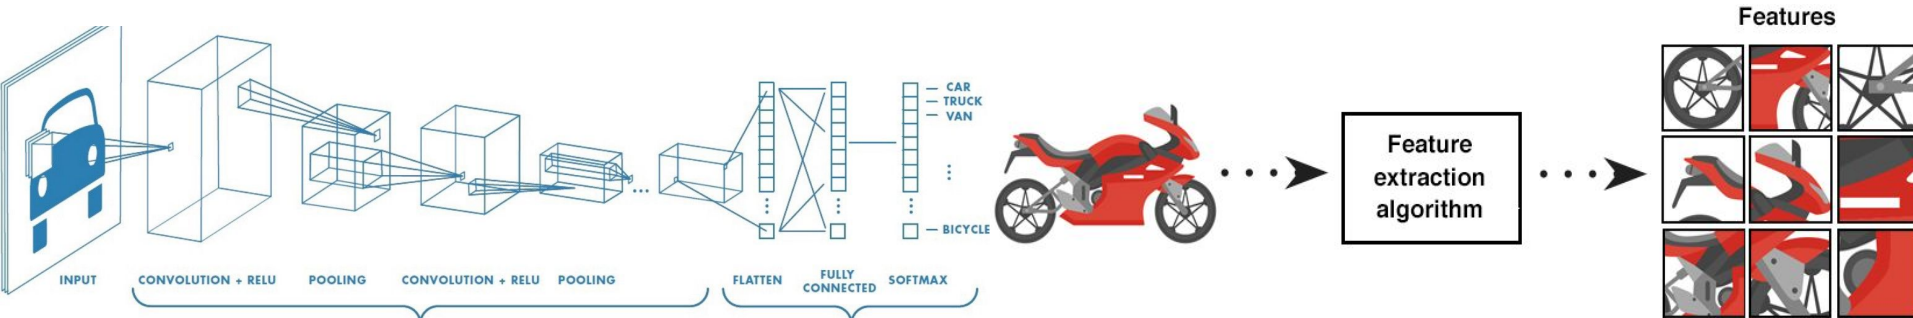 CAR
TRUCK
VAN
BICYCLE
INPUT
CONVOLUTION + RELU
POOLING
CONVOLUTION + RELU
POOLING
FLATTEN
FULLY
CONNECTED
SOFTMAX
Feature
extraction
algorithm
Features